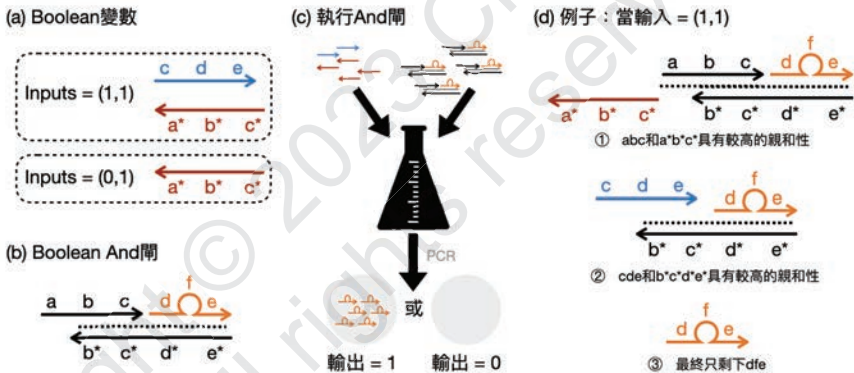 (a) Boolean變數
Inputs = (1,1)
c d e
a* b* c*
Inputs = (0,1)
a* b* c*
(b) Boolean And閘
a b c d f e
b* c* d* e*
(c) 執行And閘
PCR
或
輸出 = 1
輸出 = 0
(d) 例子：當輸入 = (1,1)
a b c d f e
a* b* c*
b* c* d* e*
① abc和a*b*c*具有較高的親和性
c d e
d f e
b* c* d* e*
② cde和b*c*d*e*具有較高的親和性
d f e
③ 最終只剩下dfe
© 2023